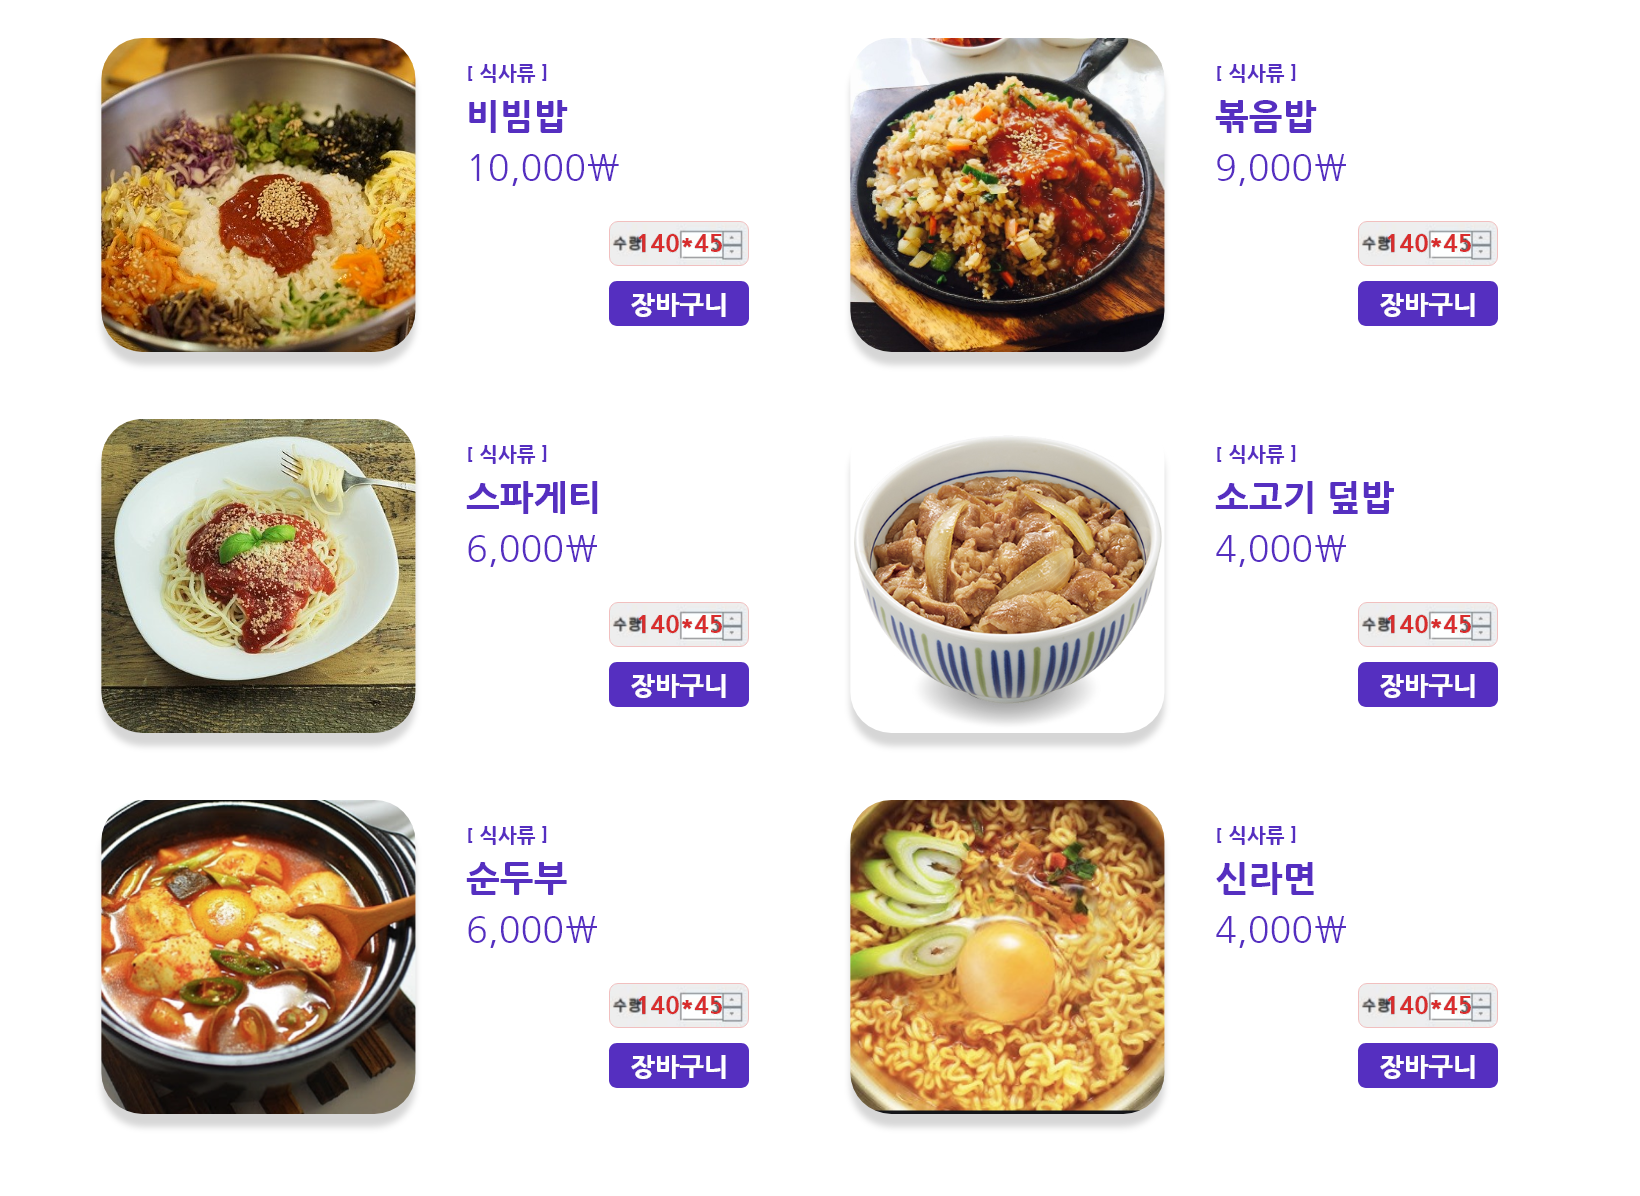 [ 식사류 ]
비빔밥
10,000₩
수량140*45
장바구니
[ 식사류 ]
볶음밥
9,000₩
수량140*45
장바구니
[ 식사류 ]
스파게티
6,000₩
수량140*45
장바구니
[ 식사류 ]
소고기 덮밥
4,000₩
수량140*45
장바구니
[ 식사류 ]
순두부
6,000₩
수량140*45
장바구니
[ 식사류 ]
신라면
4,000₩
수량140*45
장바구니